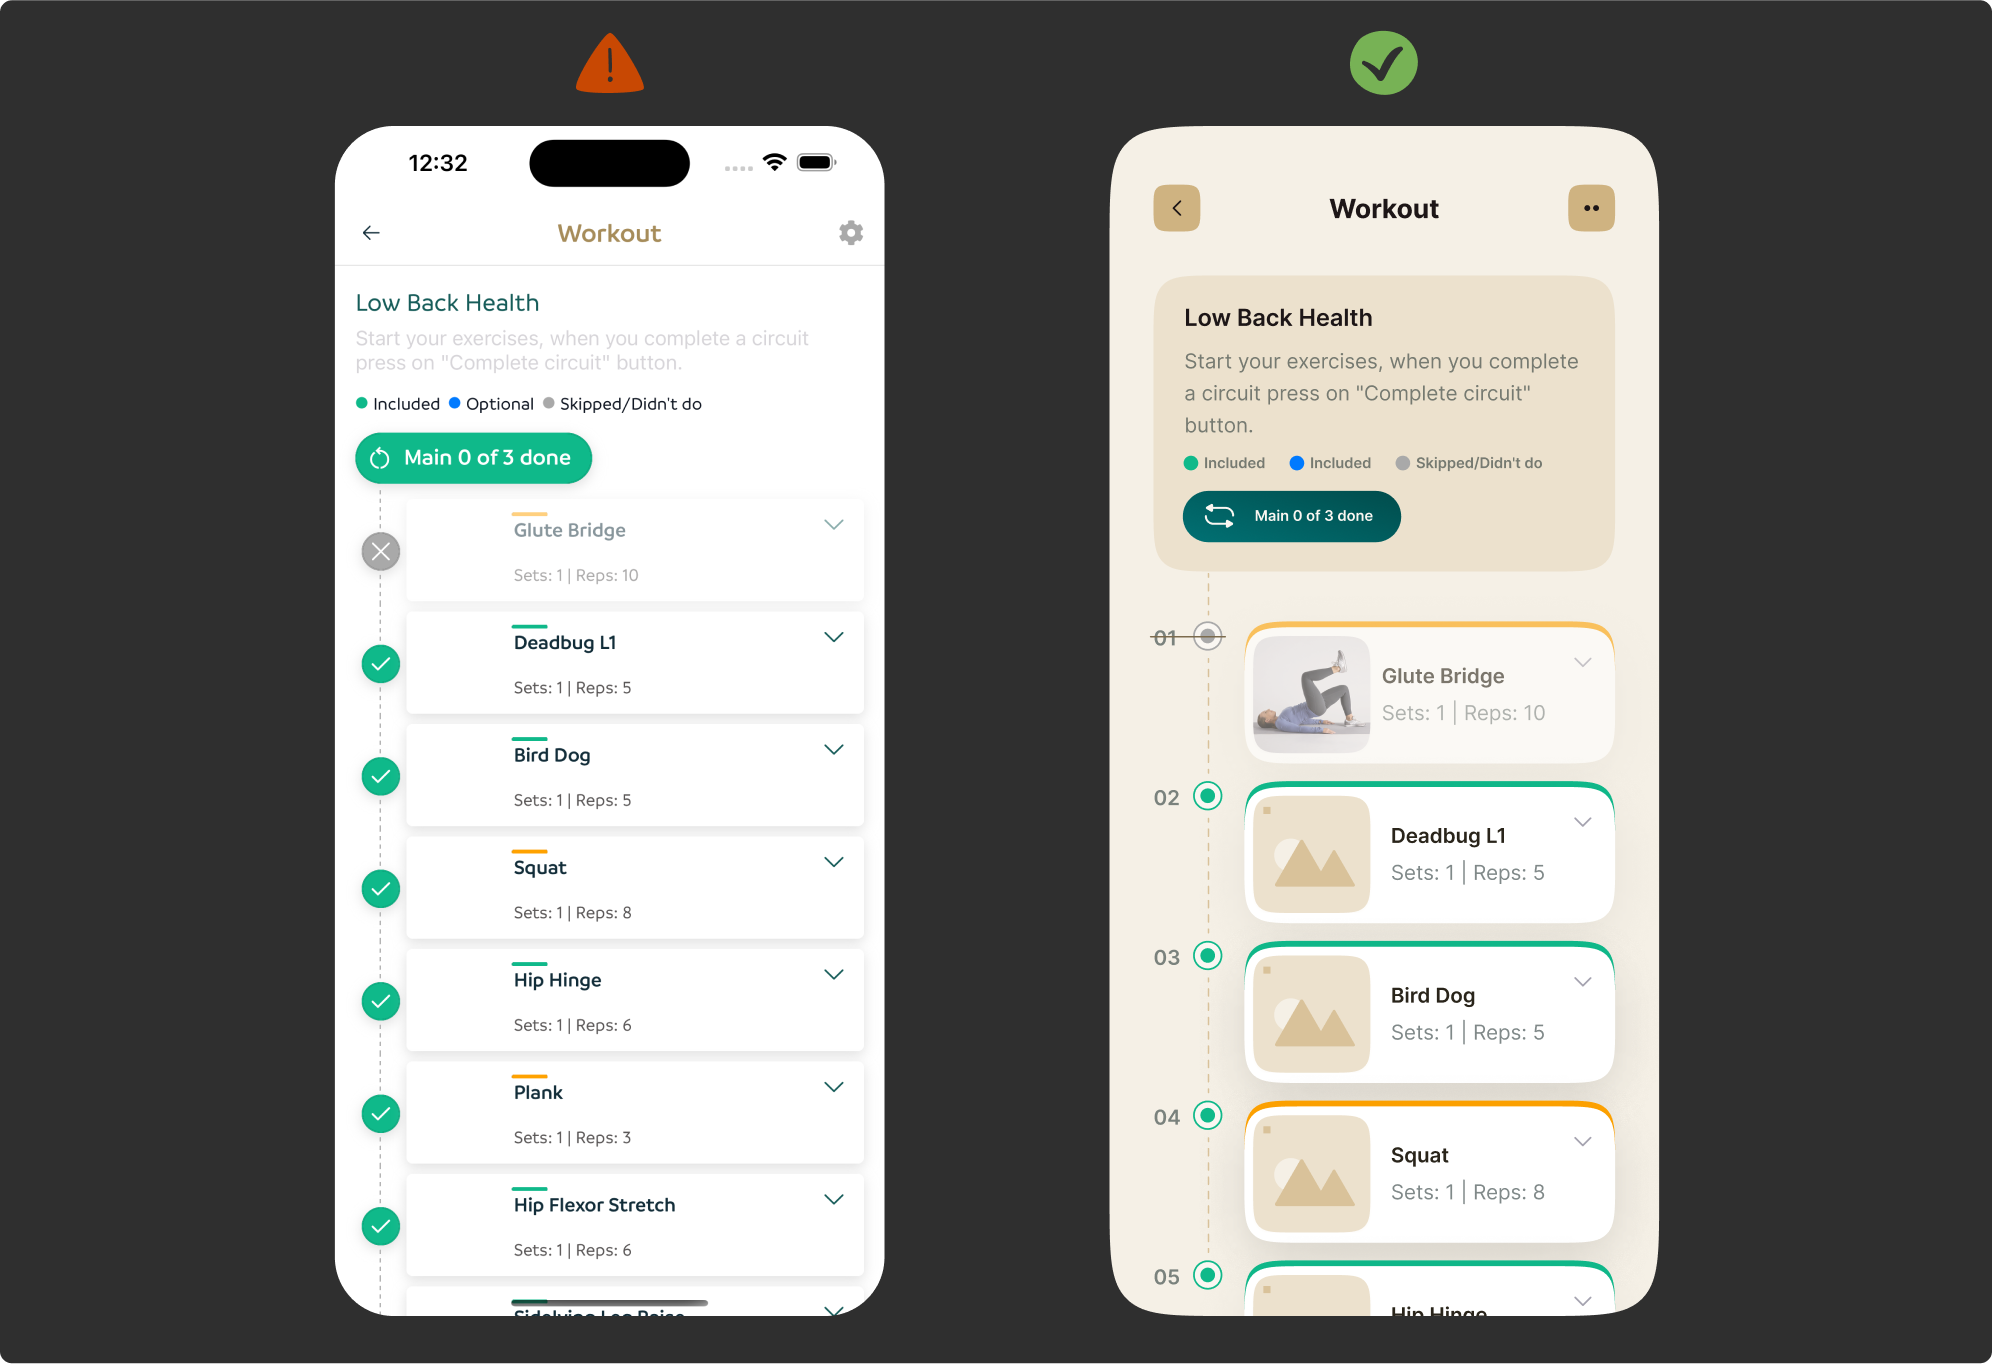 12:32
Workout
Low Back Health
Start your exercises, when you complete a circuit
press on "Complete circuit" button.
Included
Optional
Skipped/Didn't do
Main 0 of 3 done
Glute Bridge
Sets: 1 | Reps: 10
Deadbug L1
Sets: 1 | Reps: 5
Bird Dog
Sets: 1 | Reps: 5
Squat
Sets: 1 | Reps: 8
Hip Hinge
Sets: 1 | Reps: 6
Plank
Sets: 1 | Reps: 3
Hip Flexor Stretch
Sets: 1 | Reps: 6
Sidelying Leg Raise
Workout
Low Back Health
Start your exercises, when you complete
a circuit press on "Complete circuit"
button.
Included
Included
Skipped/Didn't do
Main 0 of 3 done
01
Glute Bridge
Sets: 1 | Reps: 10
02
Deadbug L1
Sets: 1 | Reps: 5
03
Bird Dog
Sets: 1 | Reps: 5
04
Squat
Sets: 1 | Reps: 8
05
Hip Hinge